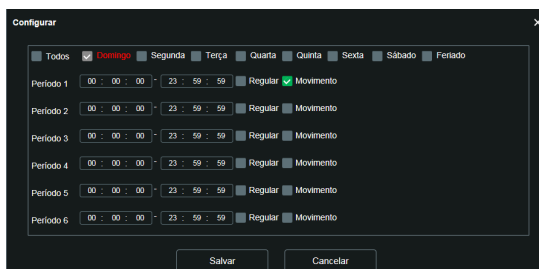 Configurar
Todos Domingo Segunda Terça Quarta Quinta Sexta Sábado Feriado
Período 1 00 : 00 : 00 - 23 : 59 : 59 Regular Movimento
Período 2 00 : 00 : 00 - 23 : 59 : 59 Regular Movimento
Período 3 00 : 00 : 00 - 23 : 59 : 59 Regular Movimento
Período 4 00 : 00 : 00 - 23 : 59 : 59 Regular Movimento
Período 5 00 : 00 : 00 - 23 : 59 : 59 Regular Movimento
Período 6 00 : 00 : 00 - 23 : 59 : 59 Regular Movimento
Salvar Cancelar